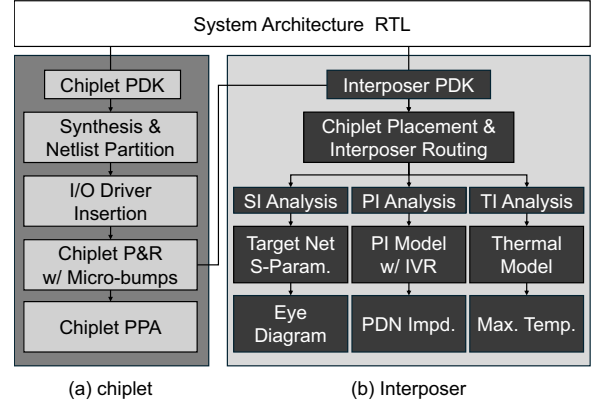 System Architecture RTL
Chiplet PDK
Synthesis &
Netlist Partition
I/O Driver
Insertion
Chiplet P&R
w/ Micro-bumps
Chiplet PPA
(a) chiplet
Interposer PDK
Chiplet Placement &
Interposer Routing
SI Analysis
PI Analysis
TI Analysis
Target Net
S-Param.
PI Model
w/ IVR
Thermal
Model
Eye
Diagram
PDN Impd.
Max. Temp.
(b) Interposer